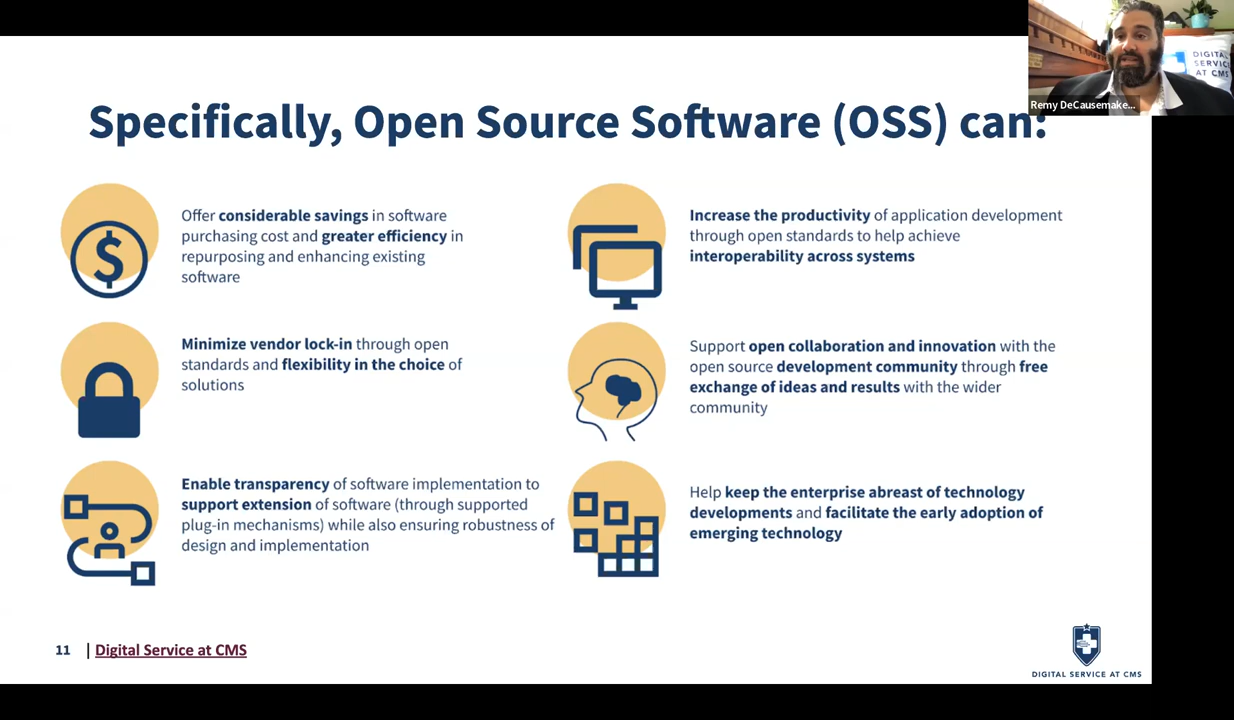 Specifically, Open Source Software (OSS) can:
Offer considerable savings in software
purchasing cost and greater efficiency in
repurposing and enhancing existing
software
Increase the productivity of application development
through open standards to help achieve
interoperability across systems
Minimize vendor lock-in through open
standards and flexibility in the choice of
solutions
Support open collaboration and innovation with the
open source development community through free
exchange of ideas and results with the wider
community
Enable transparency of software implementation to
support extension of software (through supported
plug-in mechanisms) while also ensuring robustness of
design and implementation
Help keep the enterprise abreast of technology
developments and facilitate the early adoption of
emerging technology
11 | Digital Service at CMS
DIGITAL SERVICE AT CMS
Remy DeCausemake...
DIGITAL
SERVIC
AT CMS